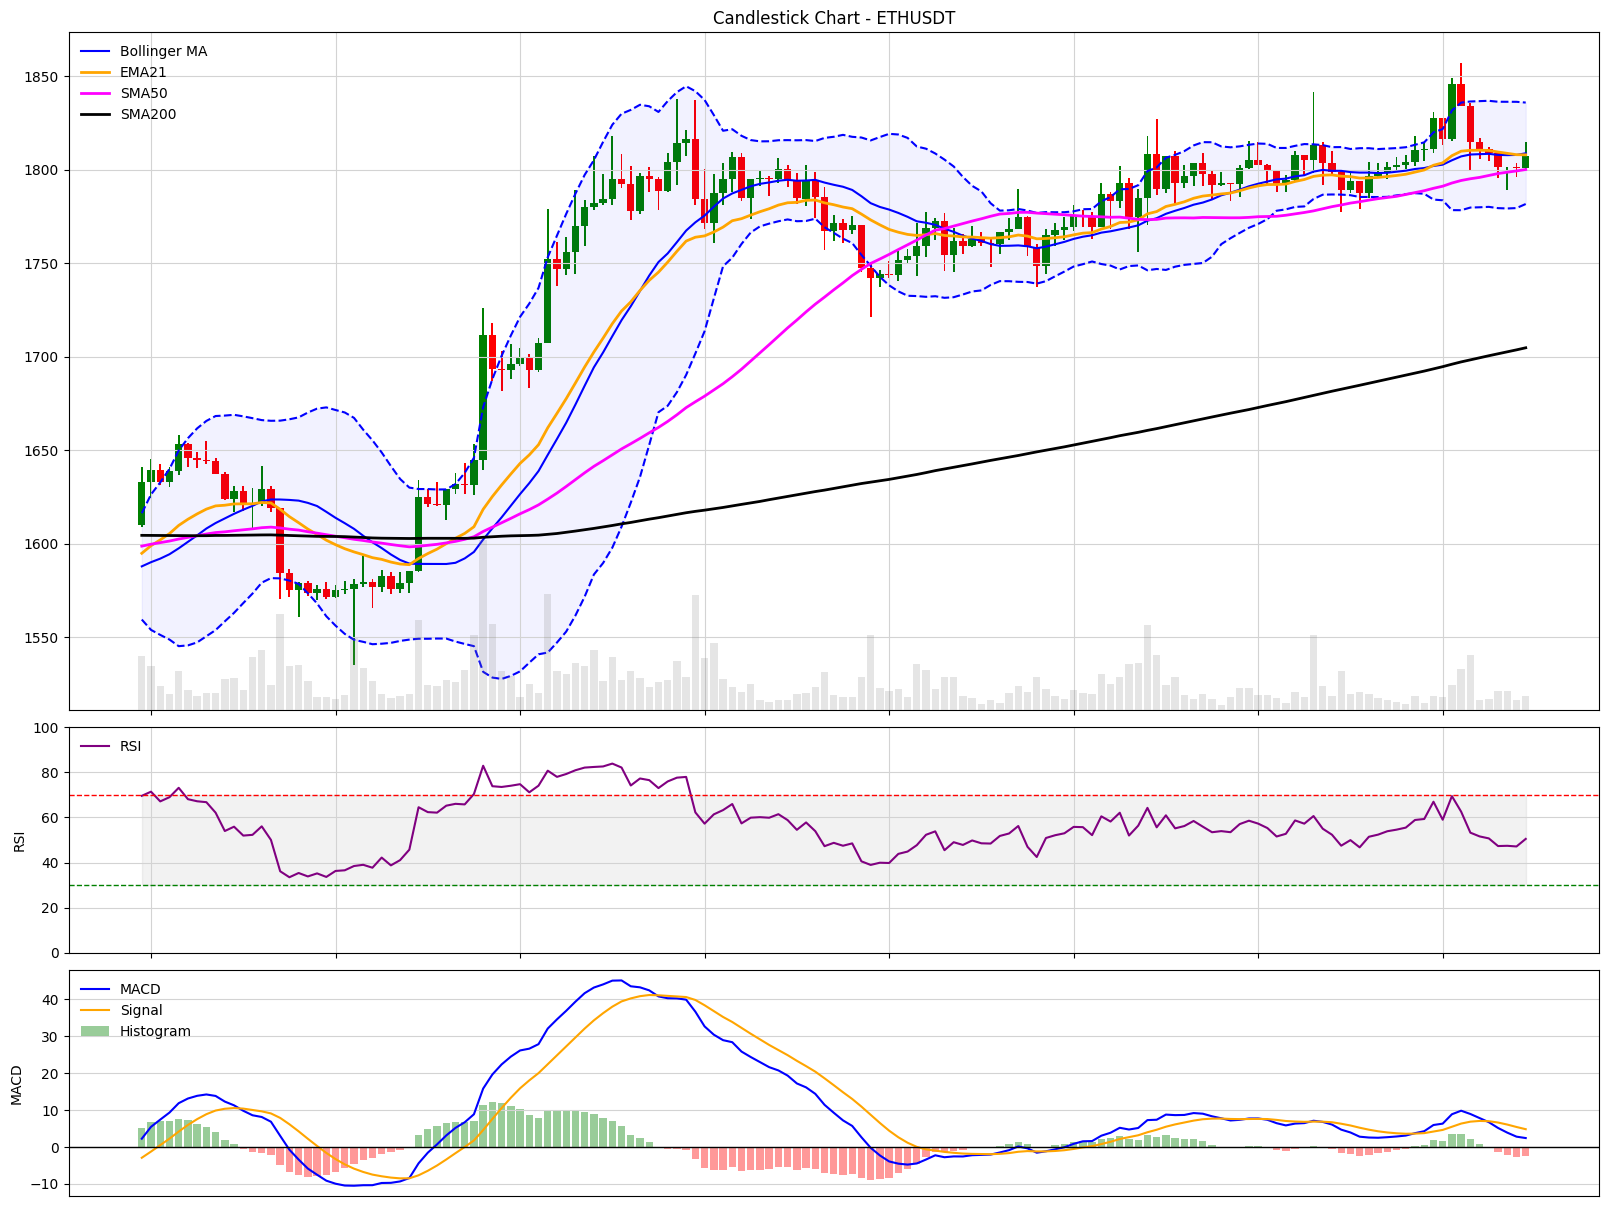 Candlestick Chart - ETHUSDT
Bollinger MA
EMA21
SMA50
SMA200
1850
1800
1750
1700
1650
1600
1550
RSI
100
80
60
40
20
0
RSI
MACD
Signal
Histogram
40
30
20
10
0
−10
MACD